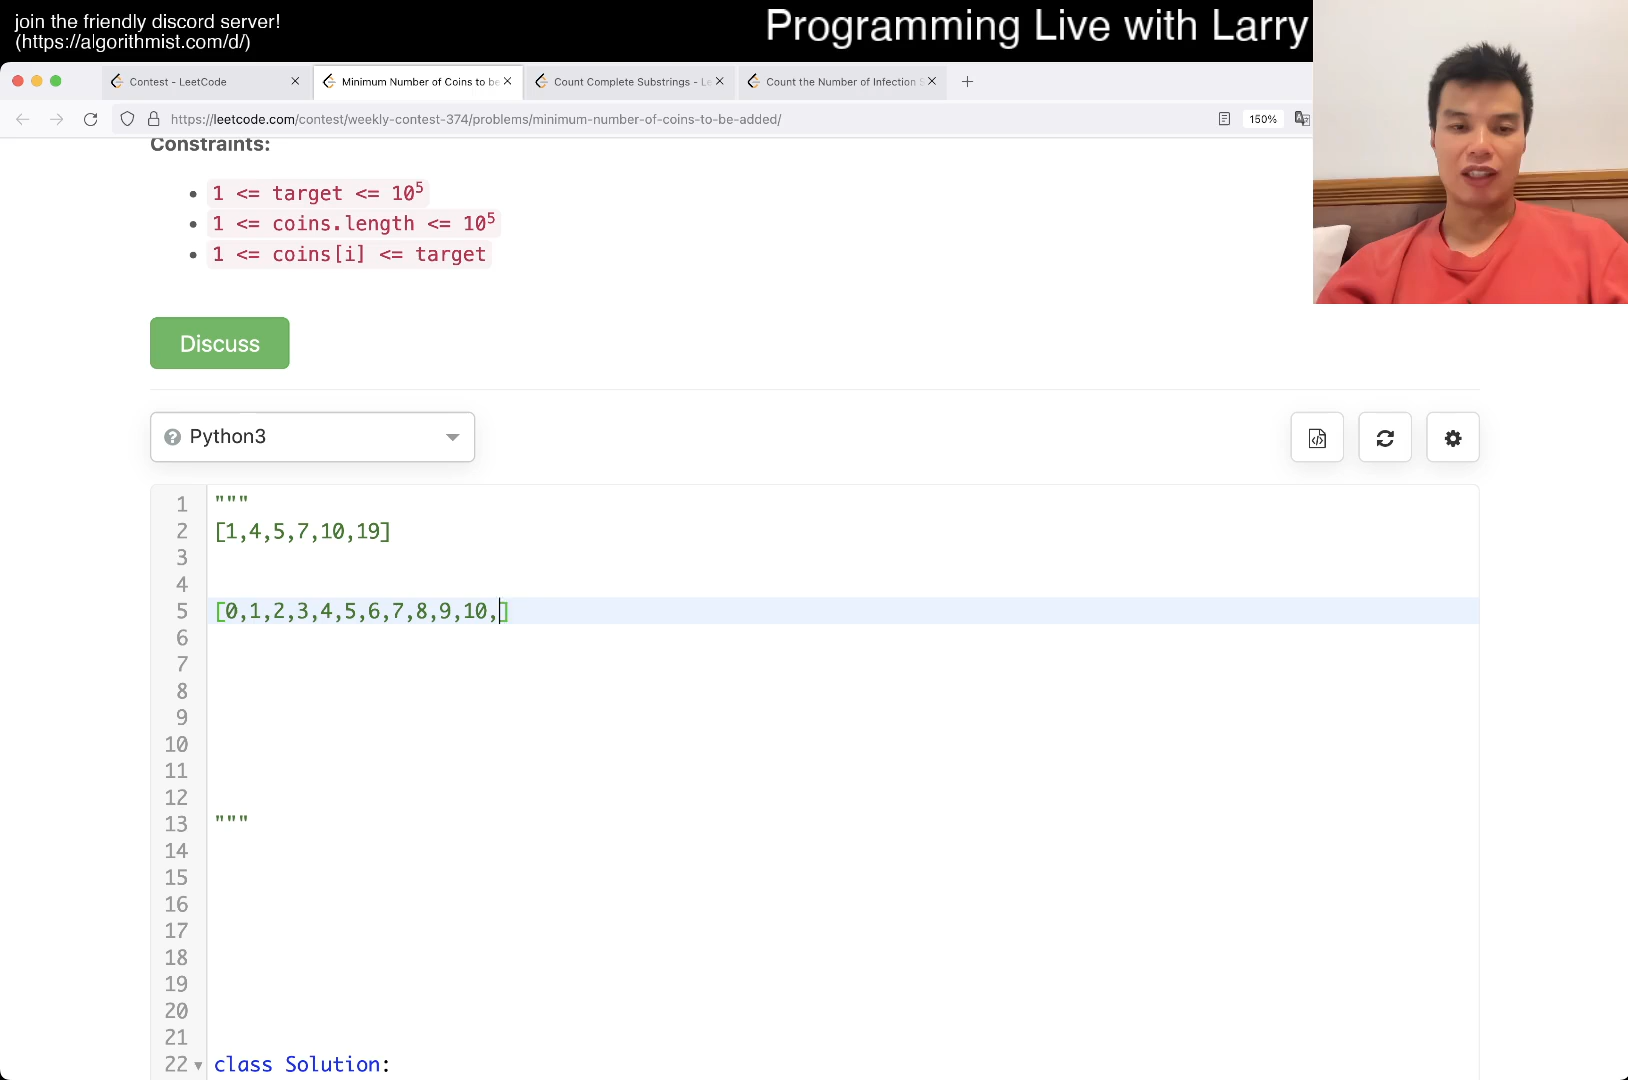 join the friendly discord server!
(https://algorithmist.com/d/)
Programming Live with Larry
Contest - LeetCode
Minimum Number of Coins to be
Count Complete Substrings - Le
Count the Number of Infection S
https://leetcode.com/contest/weekly-contest-374/problems/minimum-number-of-coins-to-be-added/
150%
Constraints:
1 <= target <= 10⁵
1 <= coins.length <= 10⁵
1 <= coins[i] <= target
Discuss
Python3
1 """
2 [1,4,5,7,10,19]
3
4
5 [0,1,2,3,4,5,6,7,8,9,10,]
6
7
8
9
10
11
12
13 """
14
15
16
17
18
19
20
21
22 class Solution: